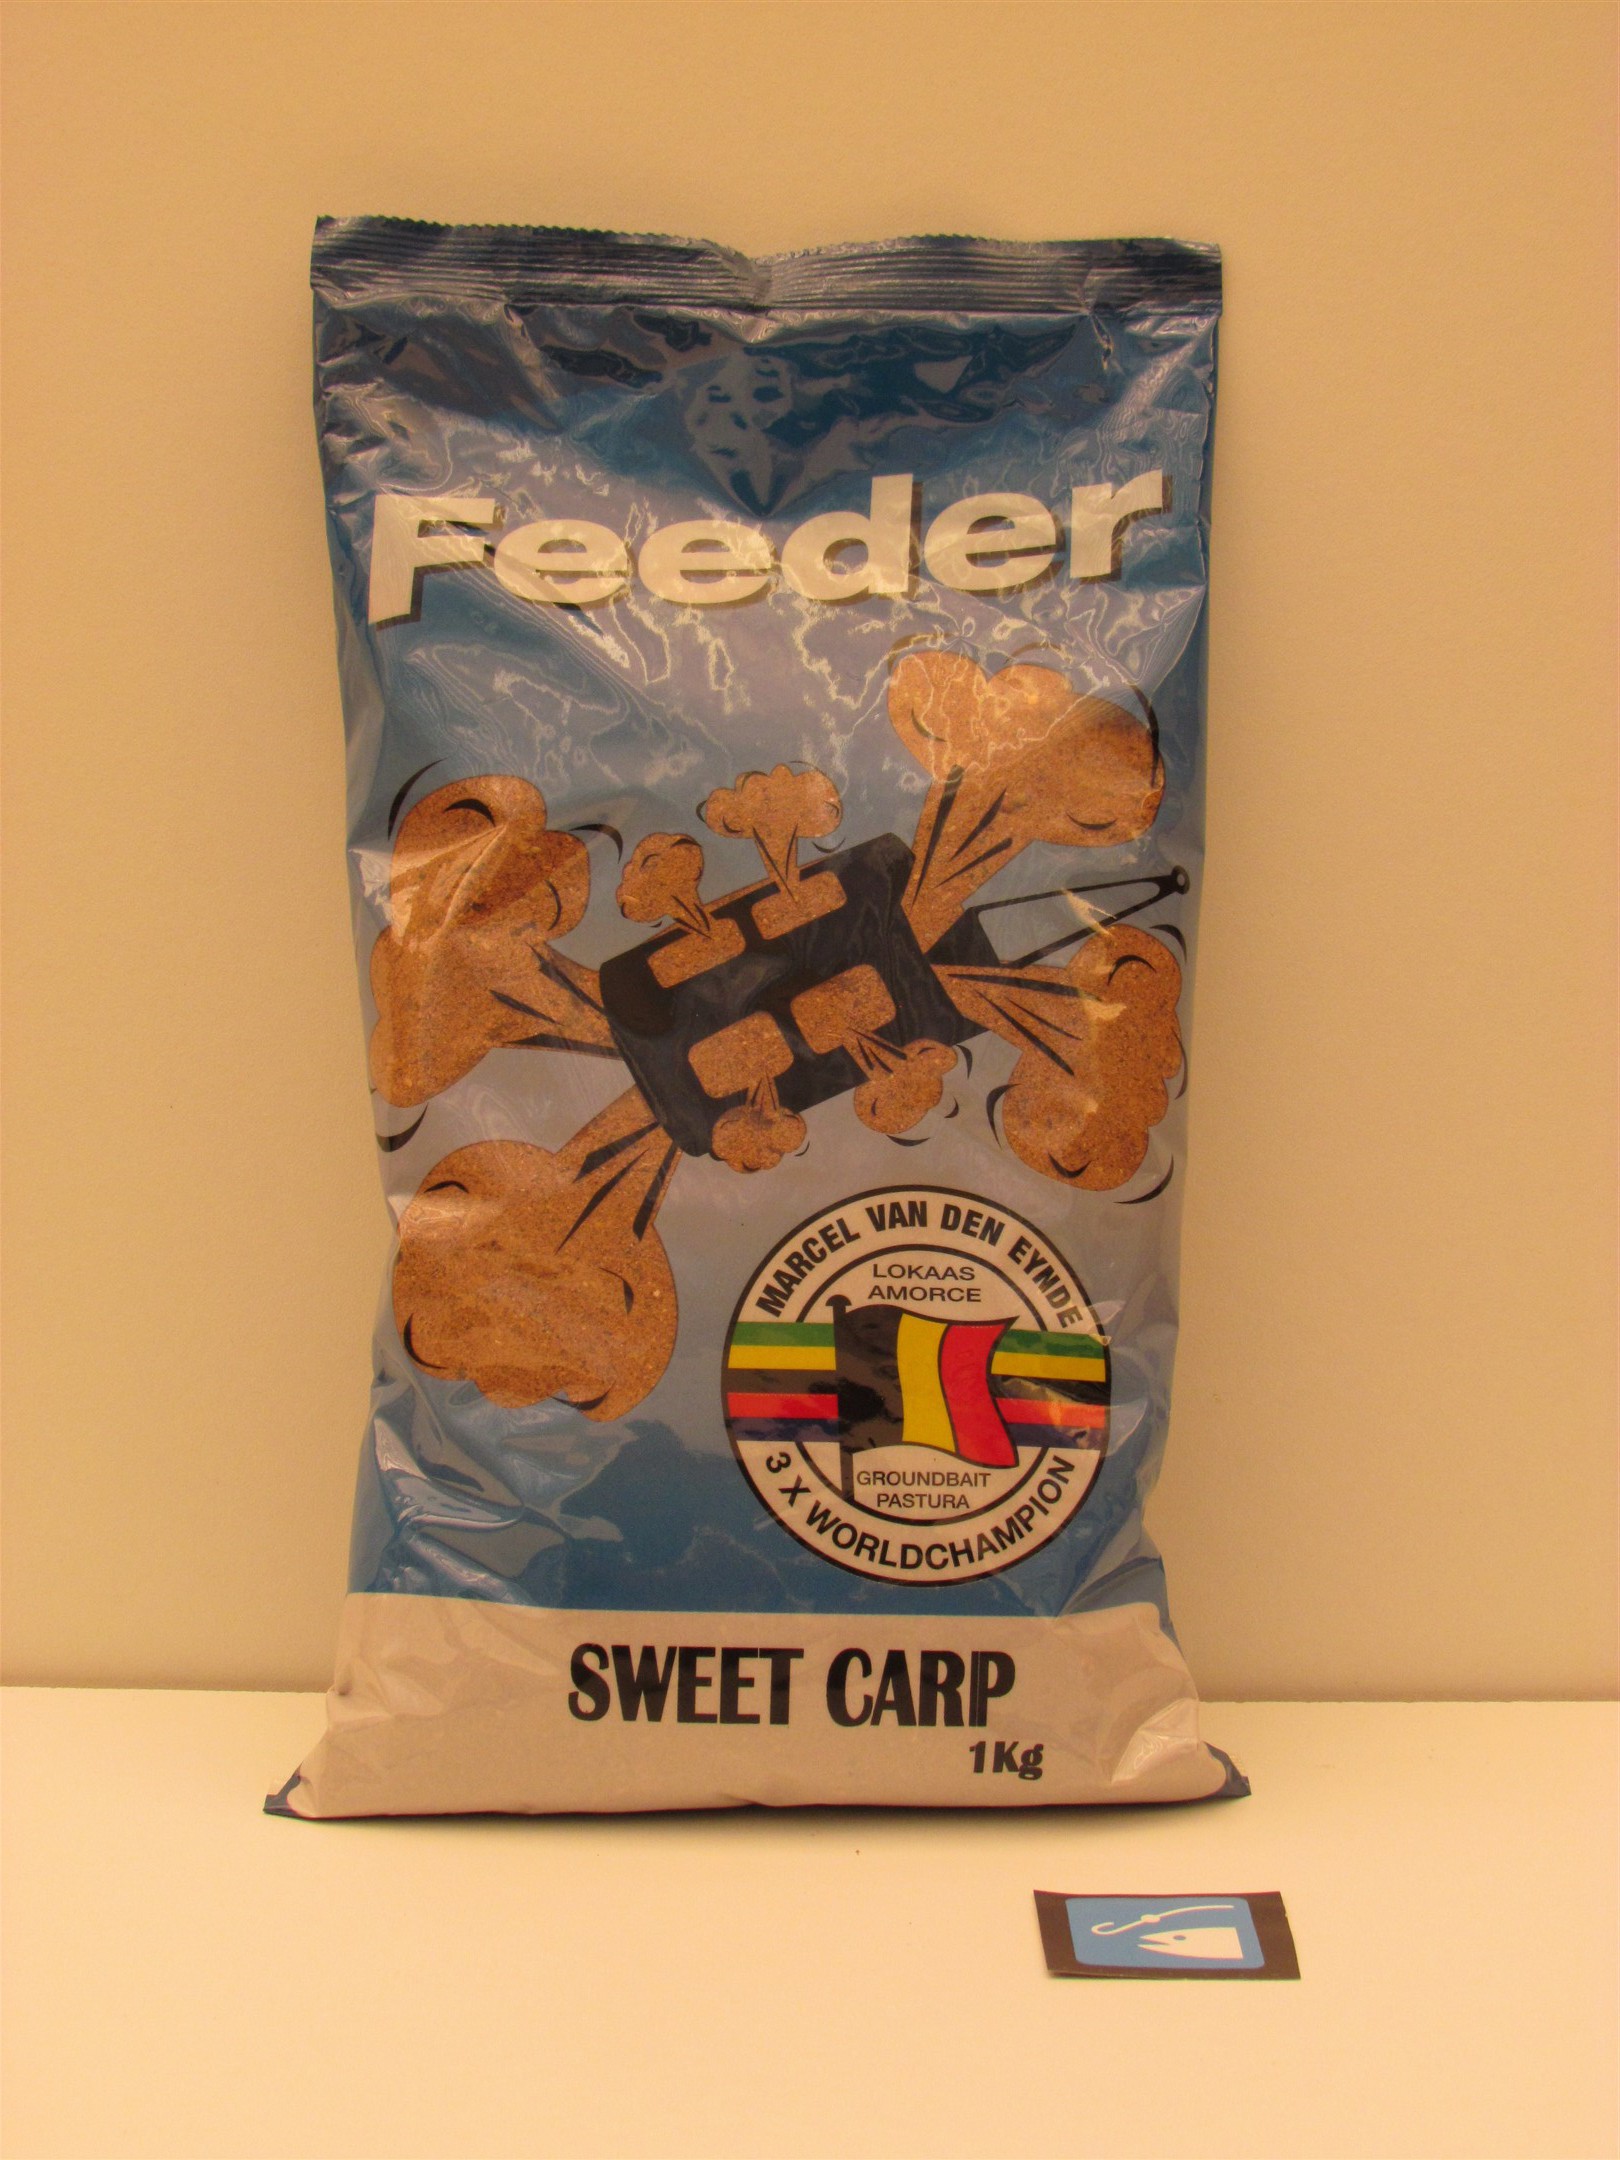 Feeder
MARCEL VAN DEN EYNDE
LOKAAS
AMORCE
GROUNDBAIT
PASTURA
3 X WORLDCHAMPION
SWEET CARP
1Kg